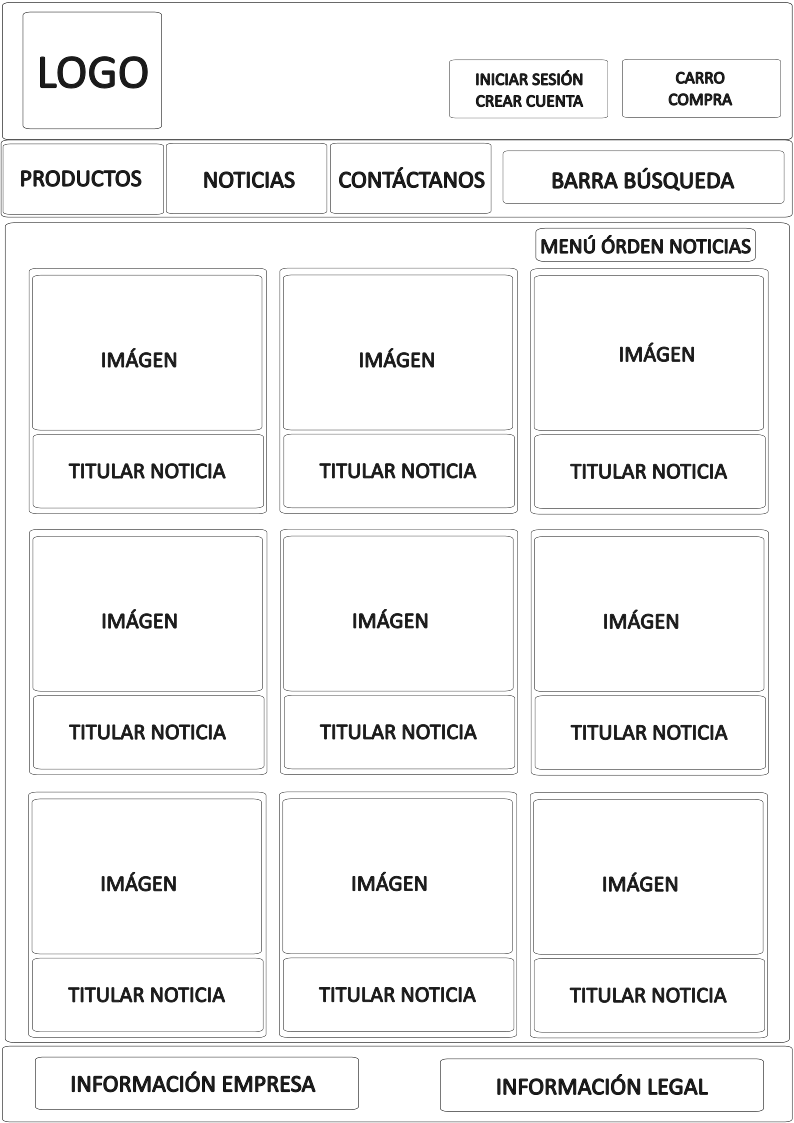 LOGO
INICIAR SESIÓN
CREAR CUENTA
CARRO
COMPRA
PRODUCTOS
NOTICIAS
CONTÁCTANOS
BARRA BÚSQUEDA
MENÚ ÓRDEN NOTICIAS
IMÁGEN
IMÁGEN
IMÁGEN
TITULAR NOTICIA
TITULAR NOTICIA
TITULAR NOTICIA
IMÁGEN
IMÁGEN
IMÁGEN
TITULAR NOTICIA
TITULAR NOTICIA
TITULAR NOTICIA
IMÁGEN
IMÁGEN
IMÁGEN
TITULAR NOTICIA
TITULAR NOTICIA
TITULAR NOTICIA
INFORMACIÓN EMPRESA
INFORMACIÓN LEGAL